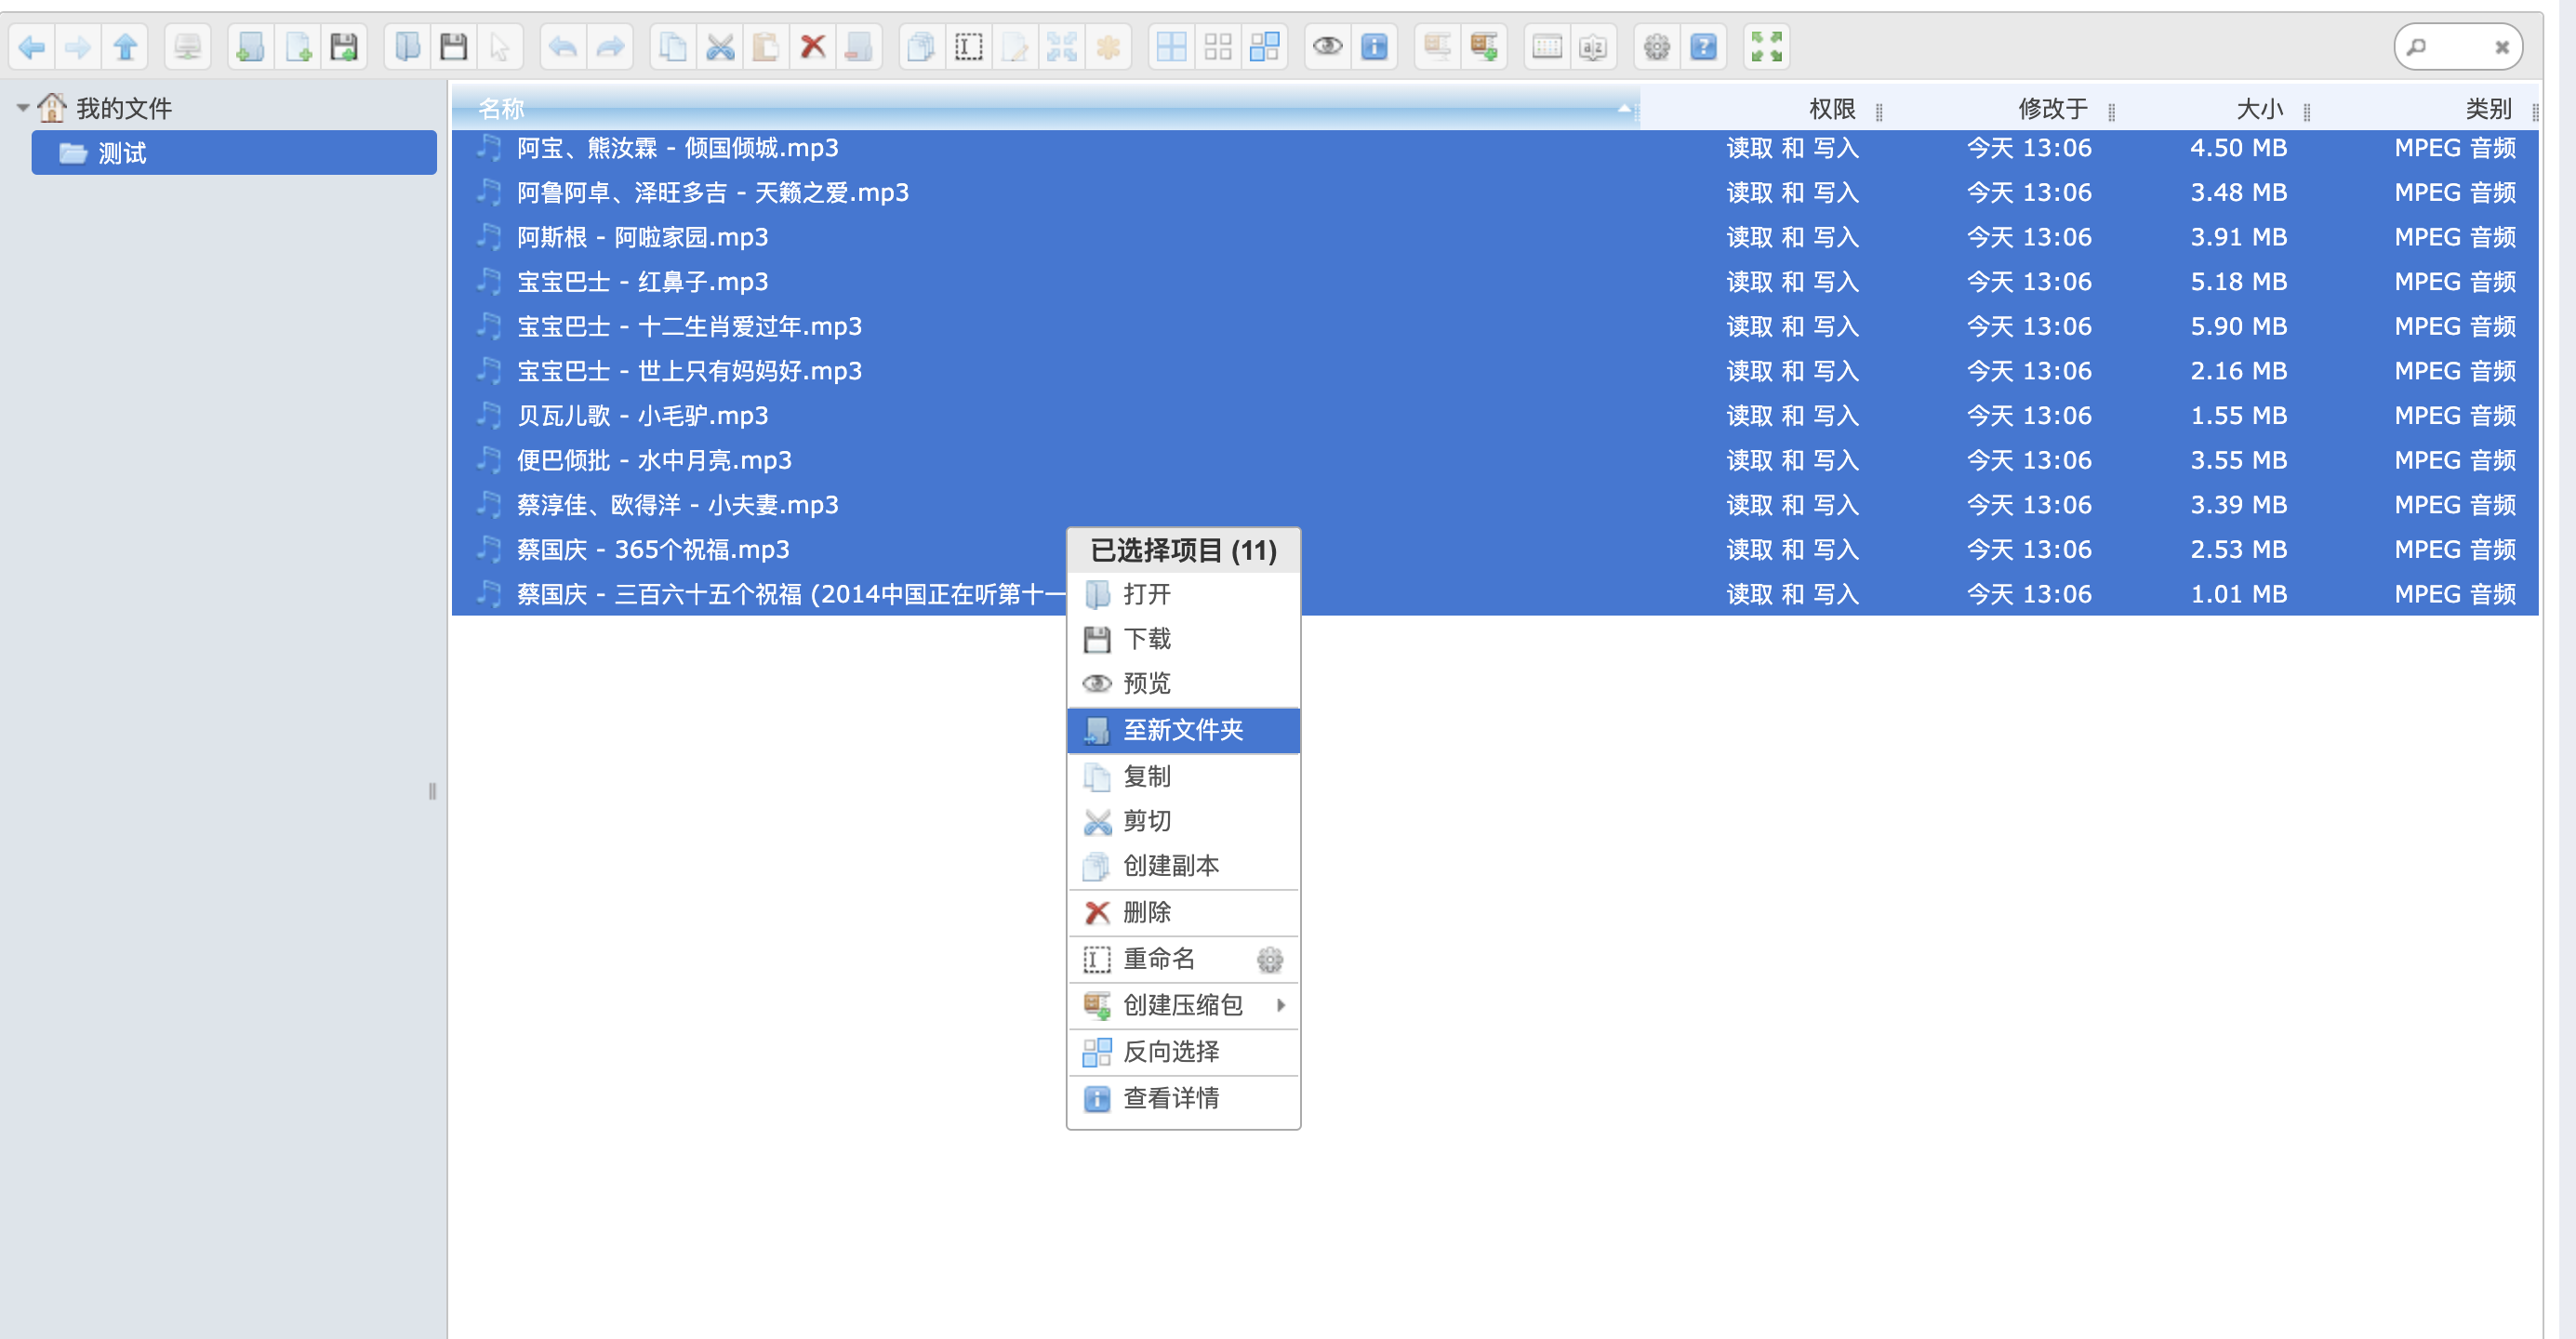 我的文件
测试
名称 权限 修改于 大小 类别
阿宝、熊汝霖 - 倾国倾城.mp3 读取 和 写入 今天 13:06 4.50 MB MPEG 音频
阿鲁阿卓、泽旺多吉 - 天籁之爱.mp3 读取 和 写入 今天 13:06 3.48 MB MPEG 音频
阿斯根 - 阿啦家园.mp3 读取 和 写入 今天 13:06 3.91 MB MPEG 音频
宝宝巴士 - 红鼻子.mp3 读取 和 写入 今天 13:06 5.18 MB MPEG 音频
宝宝巴士 - 十二生肖爱过年.mp3 读取 和 写入 今天 13:06 5.90 MB MPEG 音频
宝宝巴士 - 世上只有妈妈好.mp3 读取 和 写入 今天 13:06 2.16 MB MPEG 音频
贝瓦儿歌 - 小毛驴.mp3 读取 和 写入 今天 13:06 1.55 MB MPEG 音频
便巴倾批 - 水中月亮.mp3 读取 和 写入 今天 13:06 3.55 MB MPEG 音频
蔡淳佳、欧得洋 - 小夫妻.mp3 读取 和 写入 今天 13:06 3.39 MB MPEG 音频
蔡国庆 - 365个祝福.mp3 读取 和 写入 今天 13:06 2.53 MB MPEG 音频
蔡国庆 - 三百六十五个祝福 (2014中国正在听第十一 读取 和 写入 今天 13:06 1.01 MB MPEG 音频
已选择项目 (11)
打开
下载
预览
至新文件夹
复制
剪切
创建副本
删除
重命名
创建压缩包
反向选择
查看详情